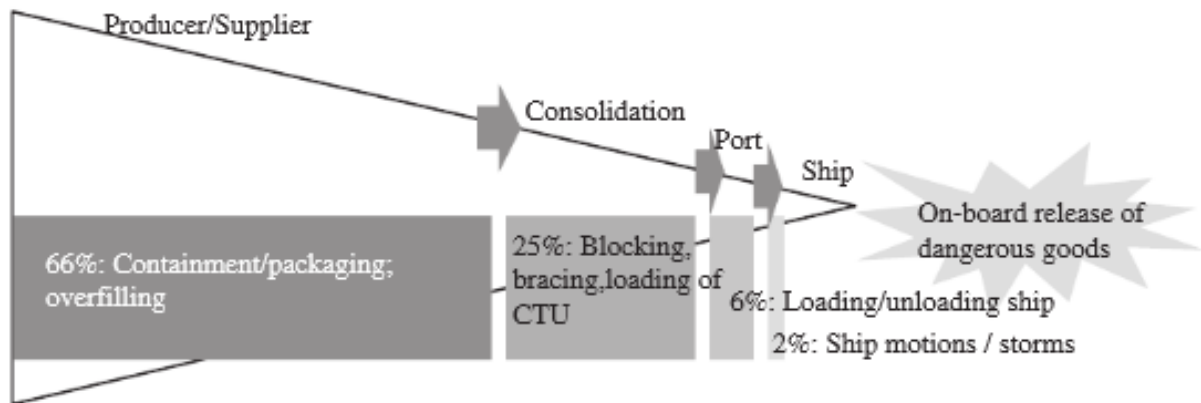 Producer/Supplier
Consolidation
Port
Ship
On-board release of
dangerous goods
66%: Containment/packaging;
overfilling
25%: Blocking,
bracing,loading of
CTU
6%: Loading/unloading ship
2%: Ship motions / storms